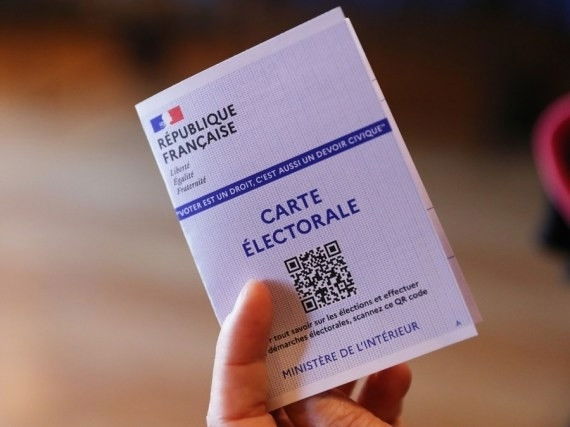 RÉPUBLIQUE
FRANÇAISE
Liberté
Égalité
Fraternité
"VOTER EST UN DROIT, C'EST AUSSI UN DEVOIR CIVIQUE"
CARTE
ÉLECTORALE
tout savoir sur les élections et effectuer
démarches électorales, scannez ce QR code
MINISTÈRE DE L'INTÉRIEUR
A